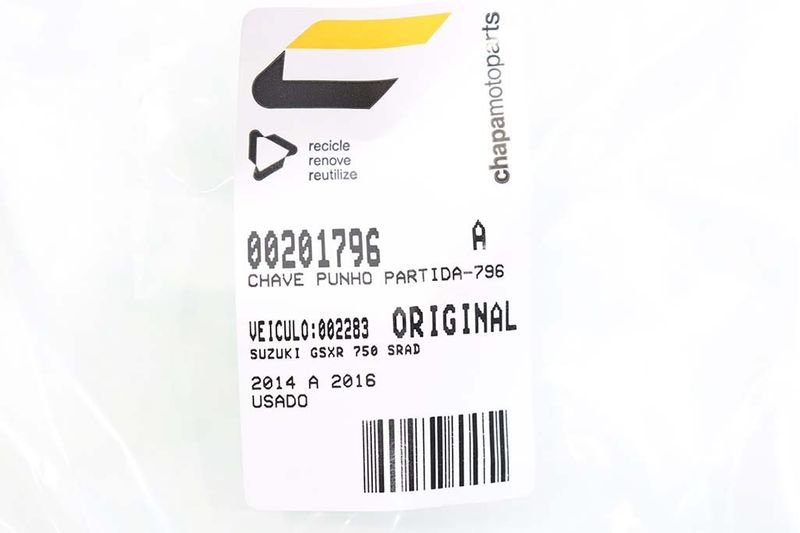 chapamotoparts
recicle
renove
reutilize
00201796 A
CHAVE PUNHO PARTIDA-796
VEICULO:002283 ORIGINAL
SUZUKI GSXR 750 SRAD
2014 A 2016
USADO